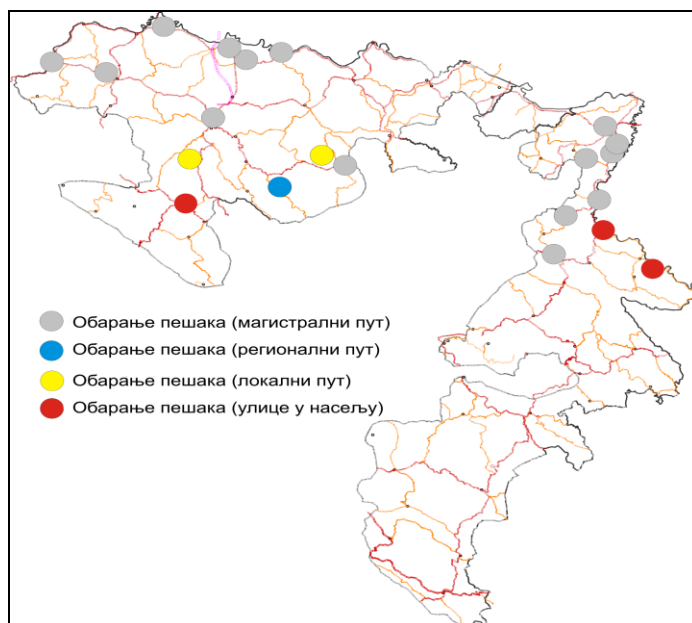 Обарање пешака (магистрални пут)
Обарање пешака (регионални пут)
Обарање пешака (локални пут)
Обарање пешака (улице у насељу)